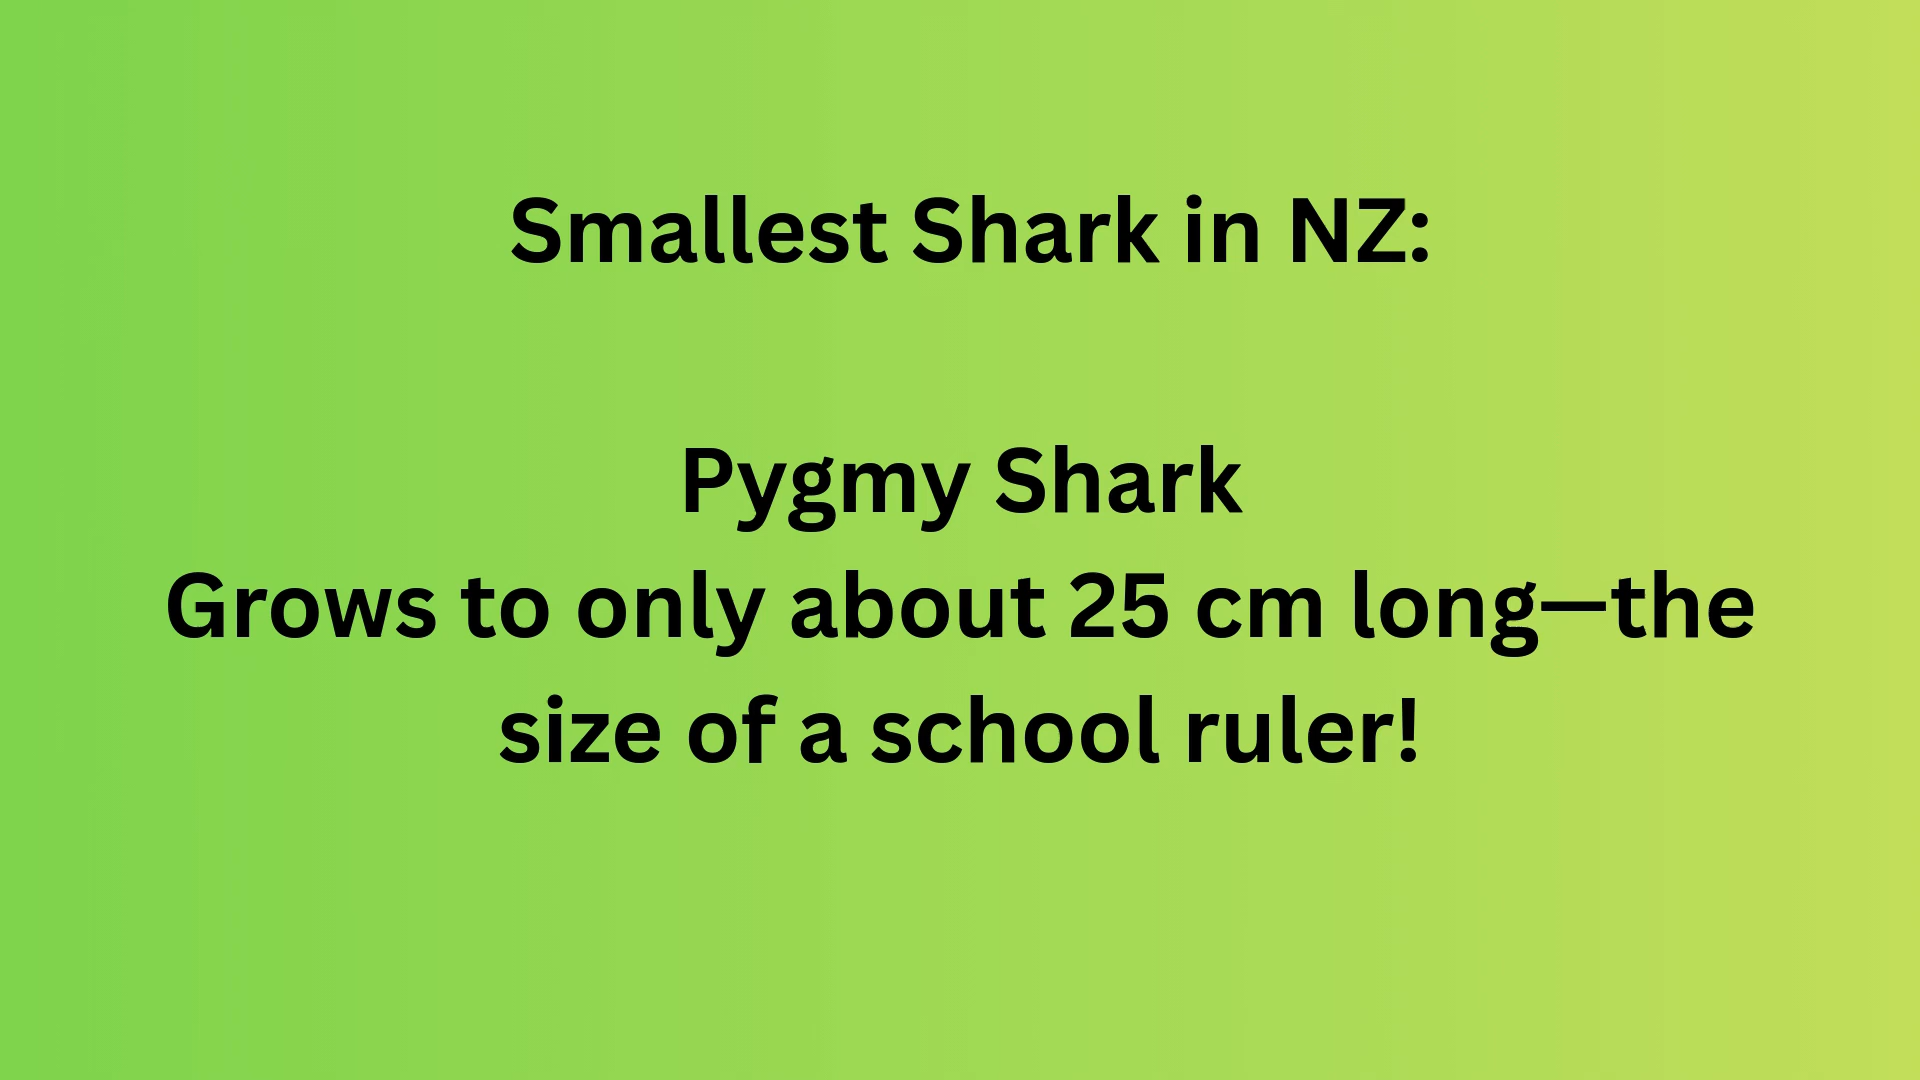 Smallest Shark in NZ:
Pygmy Shark
Grows to only about 25 cm long—the
size of a school ruler!